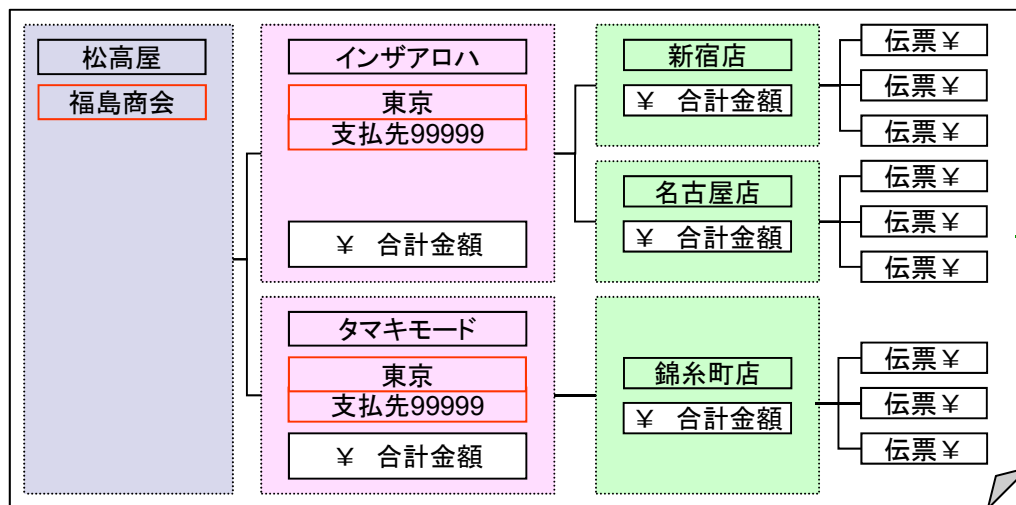 松高屋
福島商会
インザアロハ
東京
支払先99999
¥ 合計金額
タマキモード
東京
支払先99999
¥ 合計金額
新宿店
¥ 合計金額
名古屋店
¥ 合計金額
錦糸町店
¥ 合計金額
伝票¥
伝票¥
伝票¥
伝票¥
伝票¥
伝票¥
伝票¥
伝票¥
伝票¥